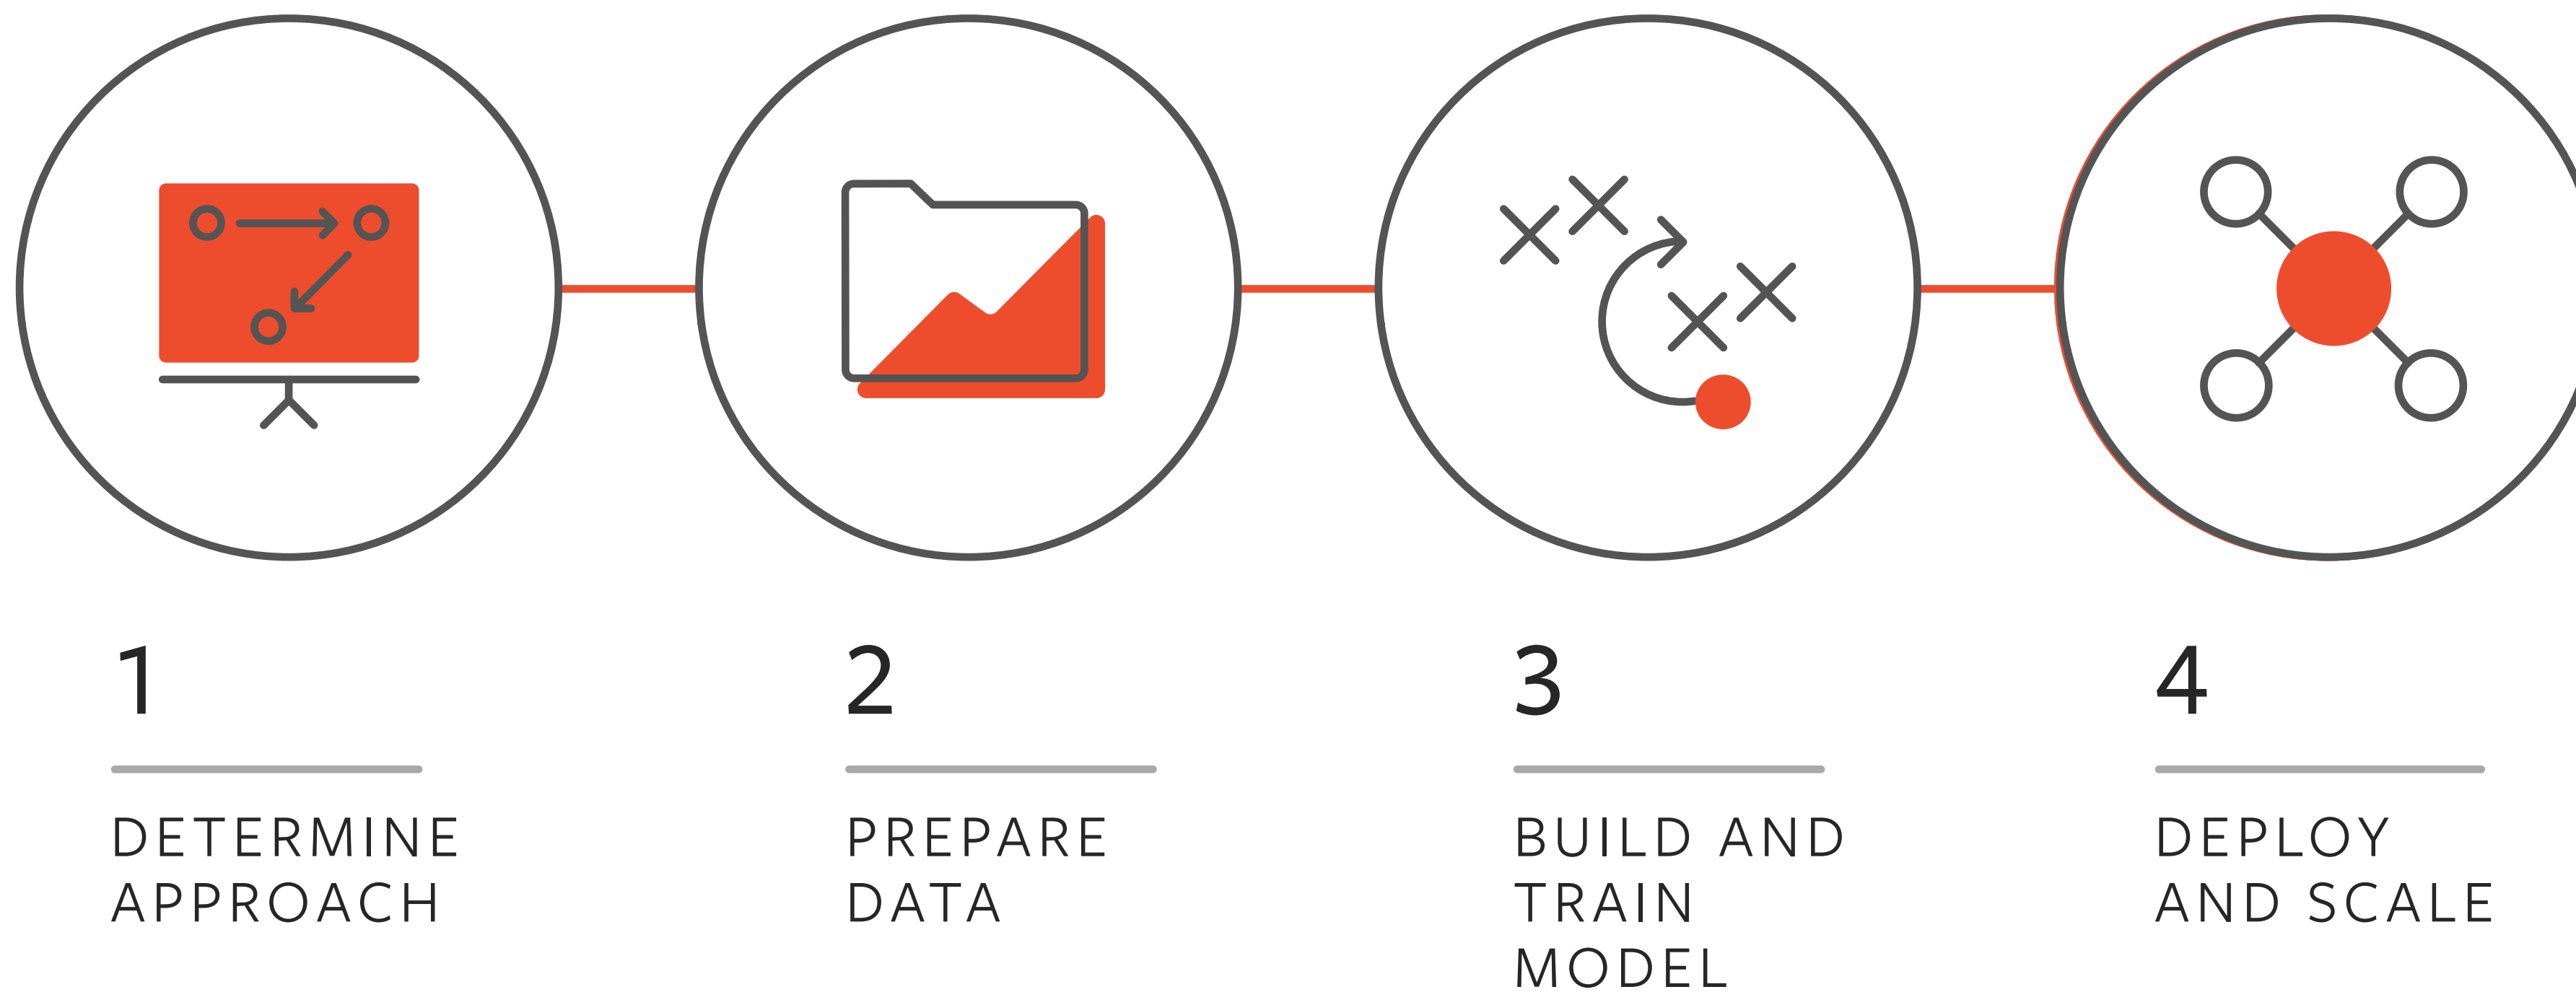 1
DETERMINE
APPROACH
2
PREPARE
DATA
3
BUILD AND
TRAIN
MODEL
4
DEPLOY
AND SCALE